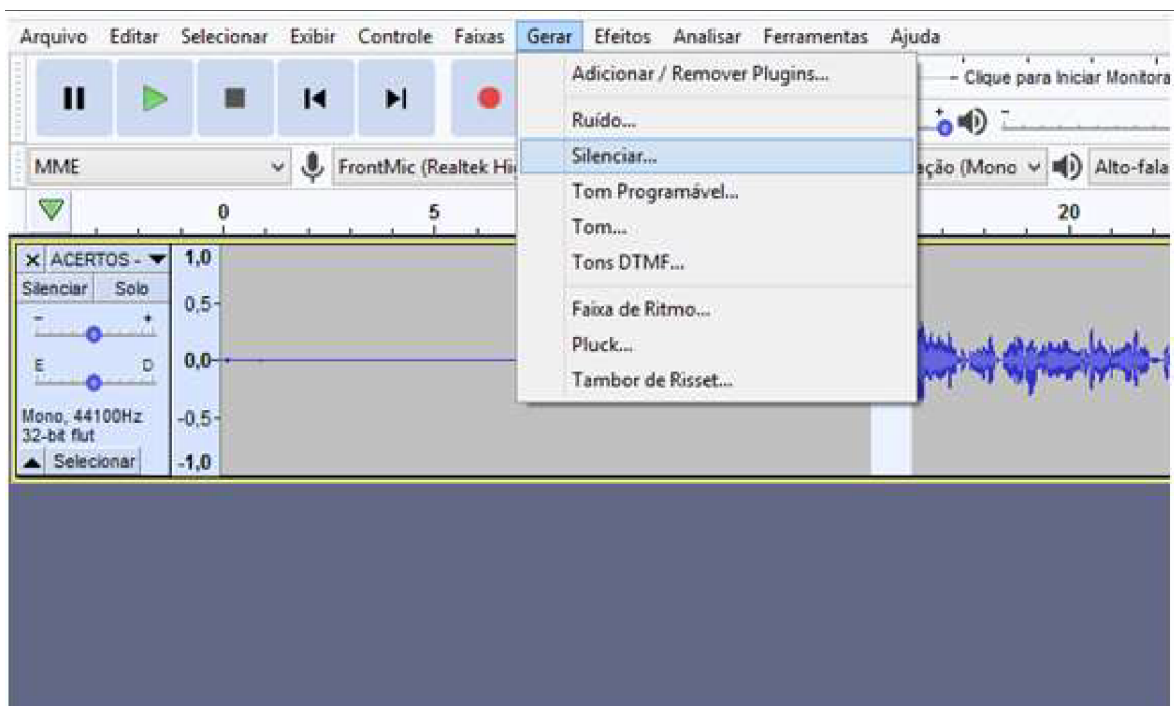 Arquivo Editar Selecionar Exibir Controle Faixas Gerar Efeitos Analisar Ferramentas Ajuda
Adicionar / Remover Plugins...
- Clique para Iniciar Monitora
Ruído...
Silenciar...
MME
FrontMic (Realtek Hi
ação (Mono
Alto-fala
Tom Programável...
0 5 20
Tom...
Tons DTMF...
Faixa de Ritmo...
Pluck...
Tambor de Risset...
X ACERTOS -
1,0
Silenciar Solo
0,5
- +
0,0
E D
Mono, 44100Hz
-0,5
32-bit flut
Selecionar
-1,0